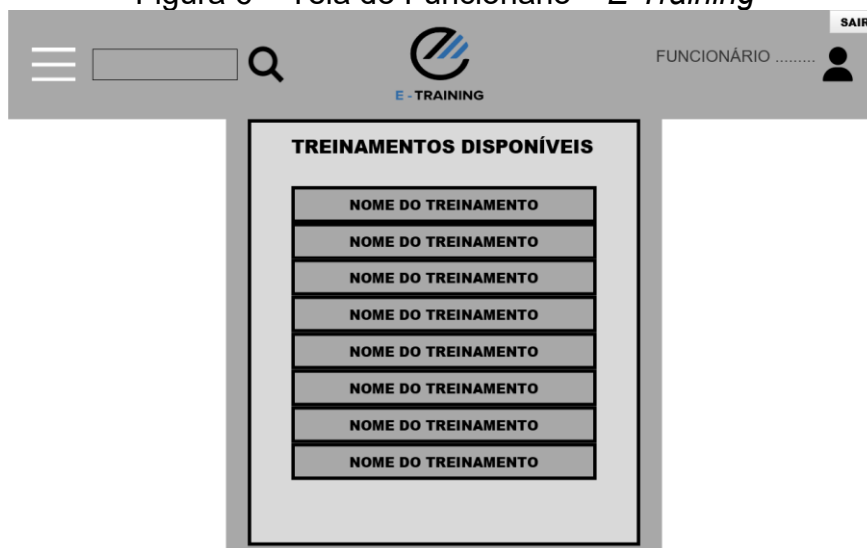 Tela do Funcionário – E-Training
SAIR
FUNCIONÁRIO .........
E - TRAINING
TREINAMENTOS DISPONÍVEIS
NOME DO TREINAMENTO
NOME DO TREINAMENTO
NOME DO TREINAMENTO
NOME DO TREINAMENTO
NOME DO TREINAMENTO
NOME DO TREINAMENTO
NOME DO TREINAMENTO
NOME DO TREINAMENTO